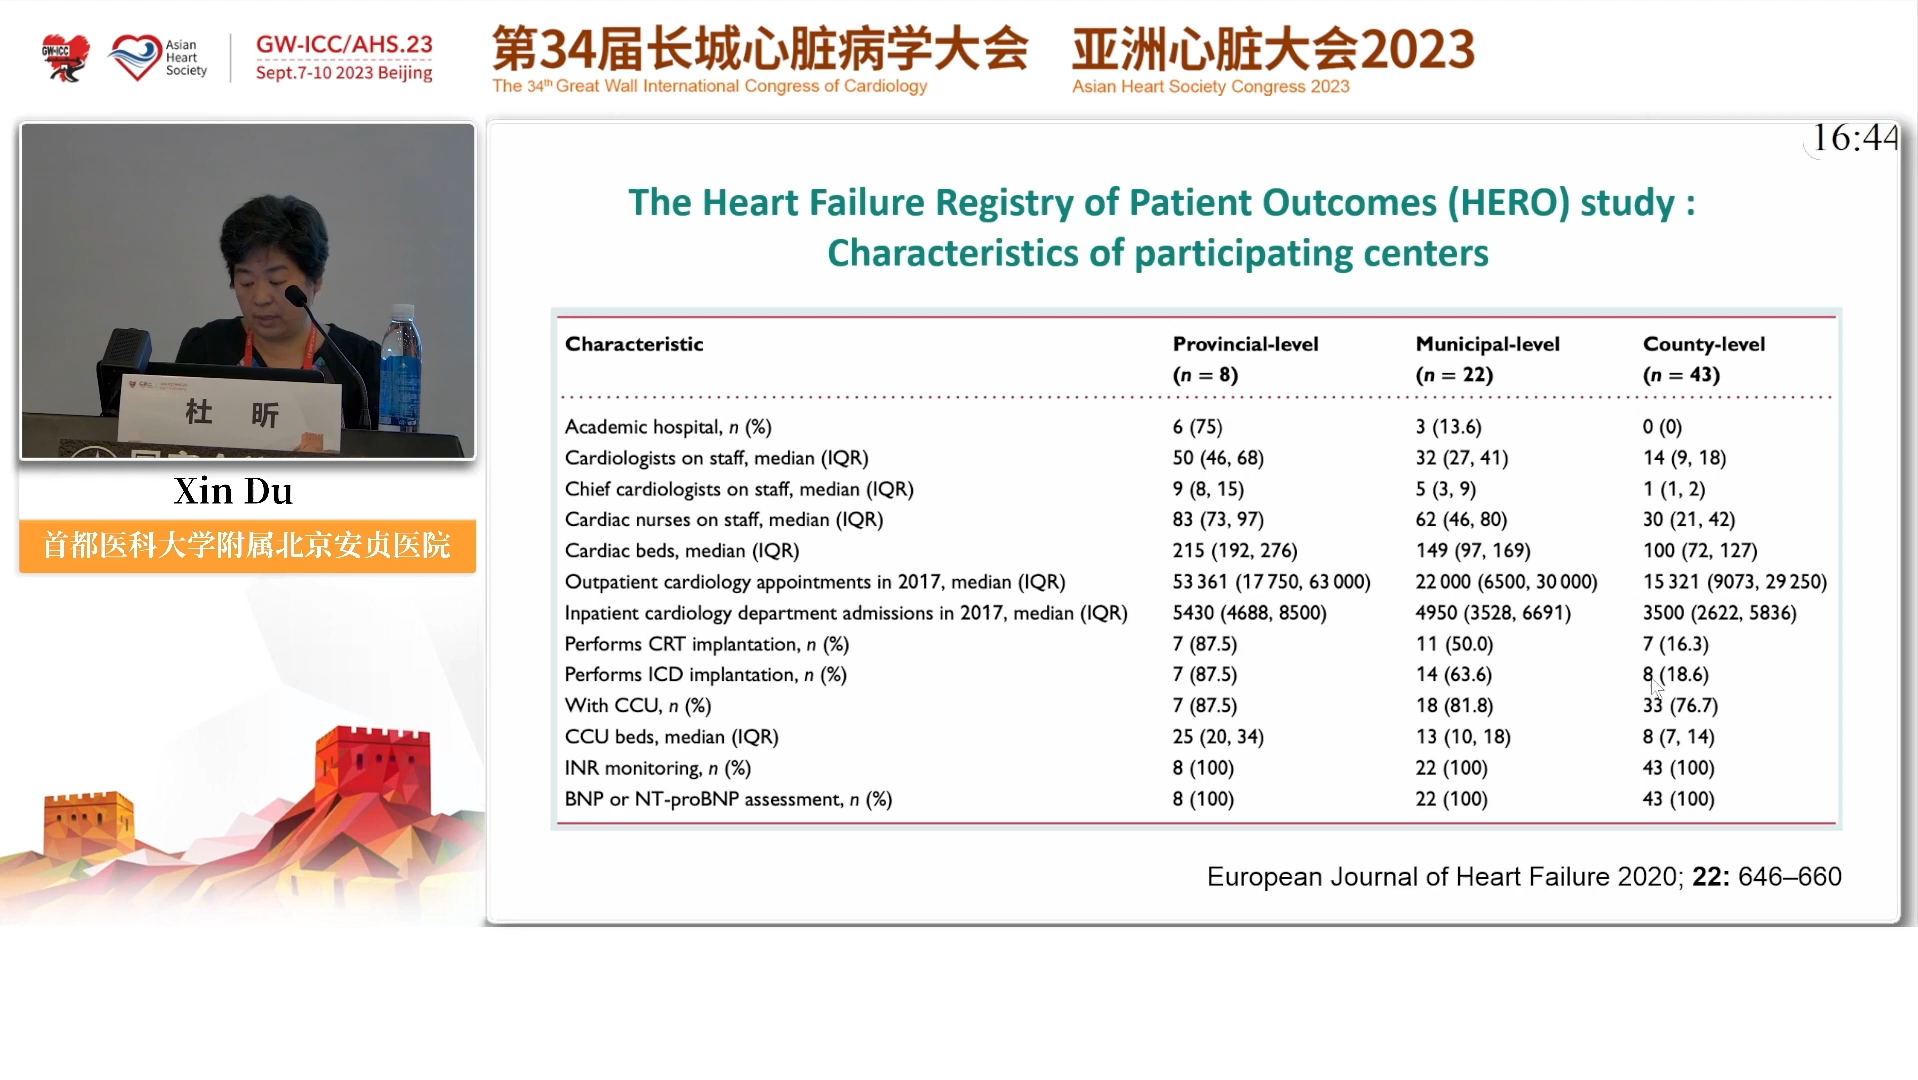 GW-ICC
Asian
Heart
Society
GW-ICC/AHS.23
Sept.7-10 2023 Beijing
第34届长城心脏病学大会
The 34th Great Wall International Congress of Cardiology
亚洲心脏大会2023
Asian Heart Society Congress 2023
杜 昕
Xin Du
首都医科大学附属北京安贞医院
16:44
The Heart Failure Registry of Patient Outcomes (HERO) study :
Characteristics of participating centers
Characteristic Provincial-level Municipal-level County-level
(n = 8) (n = 22) (n = 43)
Academic hospital, n (%) 6 (75) 3 (13.6) 0 (0)
Cardiologists on staff, median (IQR) 50 (46, 68) 32 (27, 41) 14 (9, 18)
Chief cardiologists on staff, median (IQR) 9 (8, 15) 5 (3, 9) 1 (1, 2)
Cardiac nurses on staff, median (IQR) 83 (73, 97) 62 (46, 80) 30 (21, 42)
Cardiac beds, median (IQR) 215 (192, 276) 149 (97, 169) 100 (72, 127)
Outpatient cardiology appointments in 2017, median (IQR) 53 361 (17 750, 63 000) 22 000 (6500, 30 000) 15 321 (9073, 29 250)
Inpatient cardiology department admissions in 2017, median (IQR) 5430 (4688, 8500) 4950 (3528, 6691) 3500 (2622, 5836)
Performs CRT implantation, n (%) 7 (87.5) 11 (50.0) 7 (16.3)
Performs ICD implantation, n (%) 7 (87.5) 14 (63.6) 8 (18.6)
With CCU, n (%) 7 (87.5) 18 (81.8) 33 (76.7)
CCU beds, median (IQR) 25 (20, 34) 13 (10, 18) 8 (7, 14)
INR monitoring, n (%) 8 (100) 22 (100) 43 (100)
BNP or NT-proBNP assessment, n (%) 8 (100) 22 (100) 43 (100)
European Journal of Heart Failure 2020; 22: 646–660